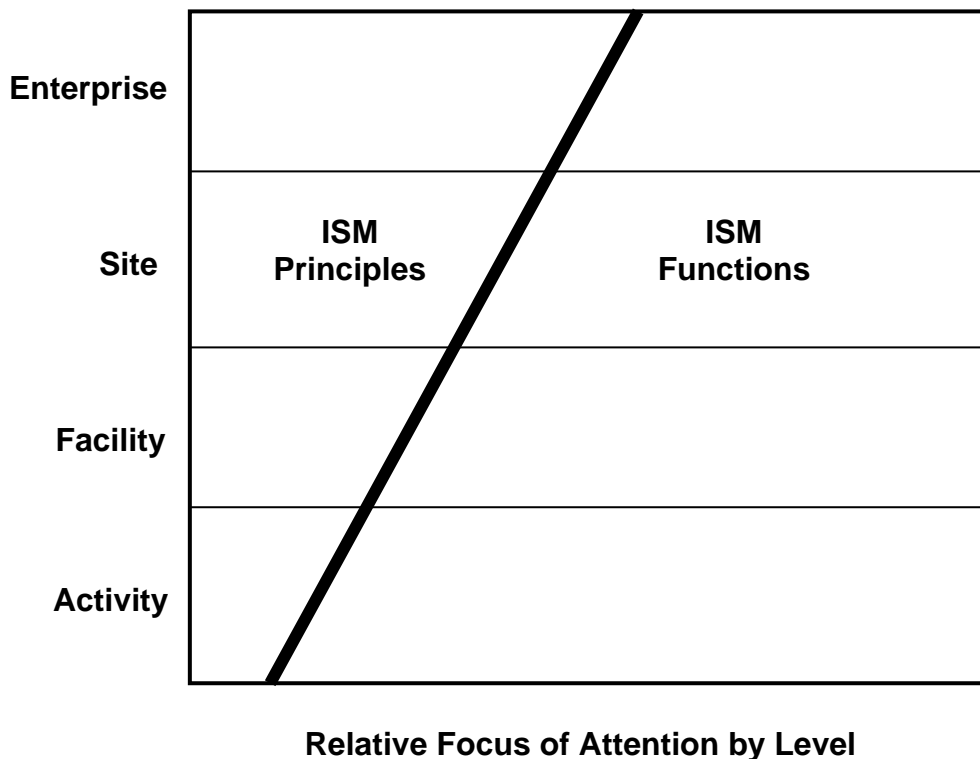 Enterprise
Site
ISM
Principles
ISM
Functions
Facility
Activity
Relative Focus of Attention by Level